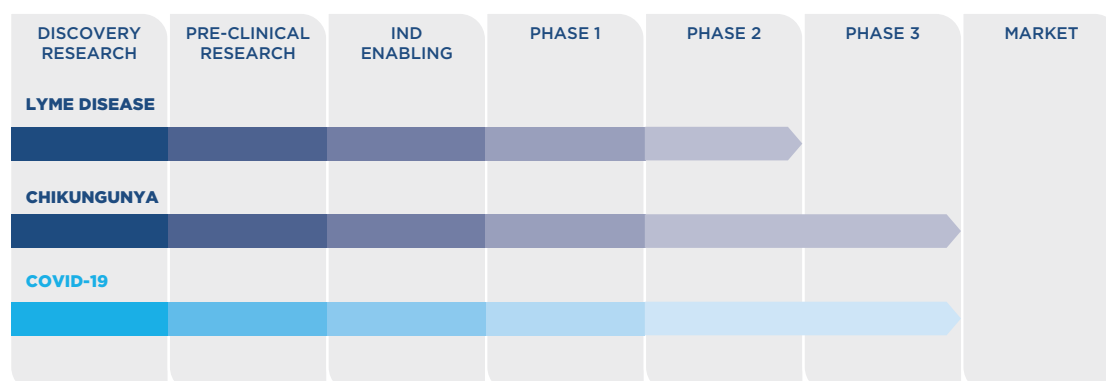 DISCOVERY
RESEARCH
PRE-CLINICAL
RESEARCH
IND
ENABLING
PHASE 1
PHASE 2
PHASE 3
MARKET
LYME DISEASE
CHIKUNGUNYA
COVID-19